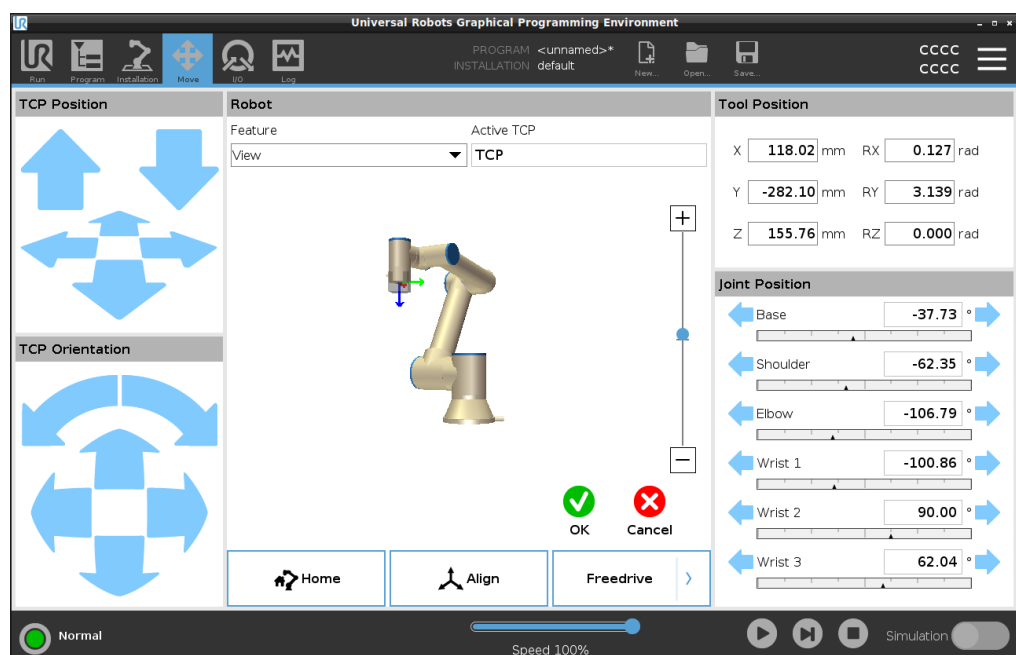 UR Universal Robots Graphical Programming Environment
UR
Run
Program
Installation
Move
I/O
Log
PROGRAM <unnamed>*
INSTALLATION default
New...
Open...
Save...
CCCC
CCCC
TCP Position
TCP Orientation
Robot
Feature
Active TCP
View
TCP
OK
Cancel
Home
Align
Freedrive
Tool Position
X 118.02 mm RX 0.127 rad
Y -282.10 mm RY 3.139 rad
Z 155.76 mm RZ 0.000 rad
Joint Position
Base -37.73 °
Shoulder -62.35 °
Elbow -106.79 °
Wrist 1 -100.86 °
Wrist 2 90.00 °
Wrist 3 62.04 °
Normal
Speed 100%
Simulation